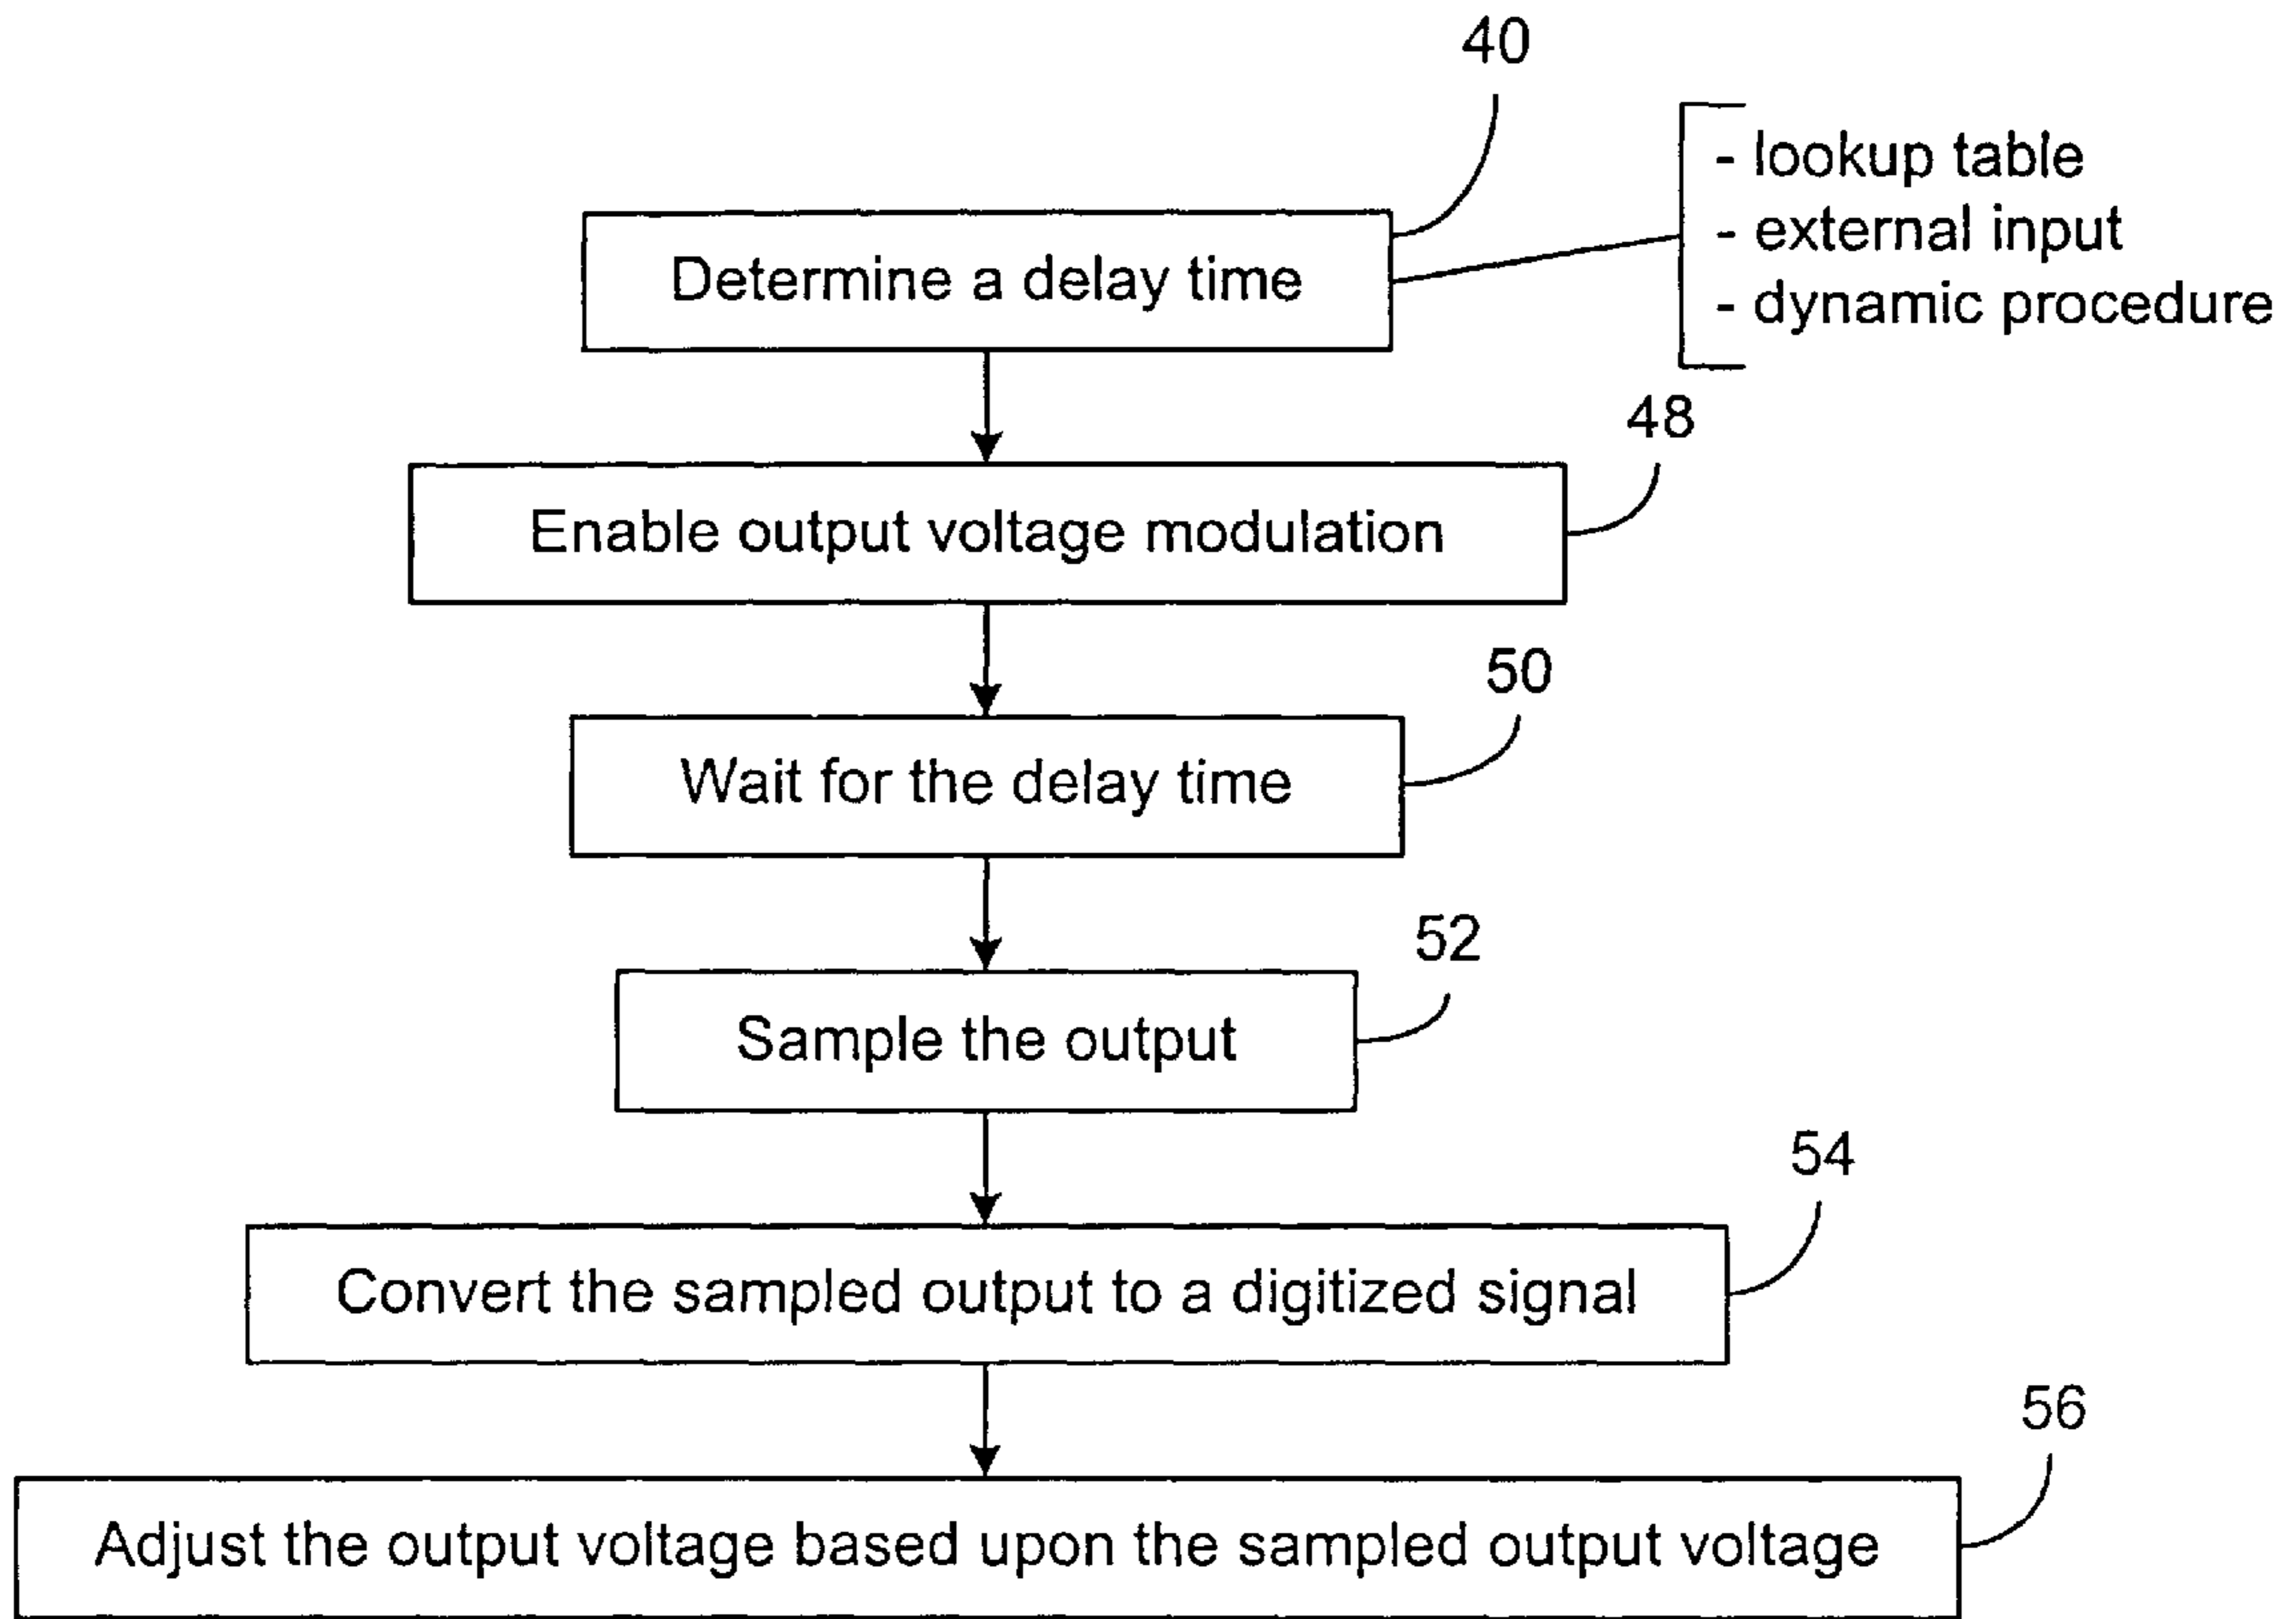 40
- lookup table
- external input
- dynamic procedure
Determine a delay time
48
Enable output voltage modulation
50
Wait for the delay time
52
Sample the output
54
Convert the sampled output to a digitized signal
56
Adjust the output voltage based upon the sampled output voltage